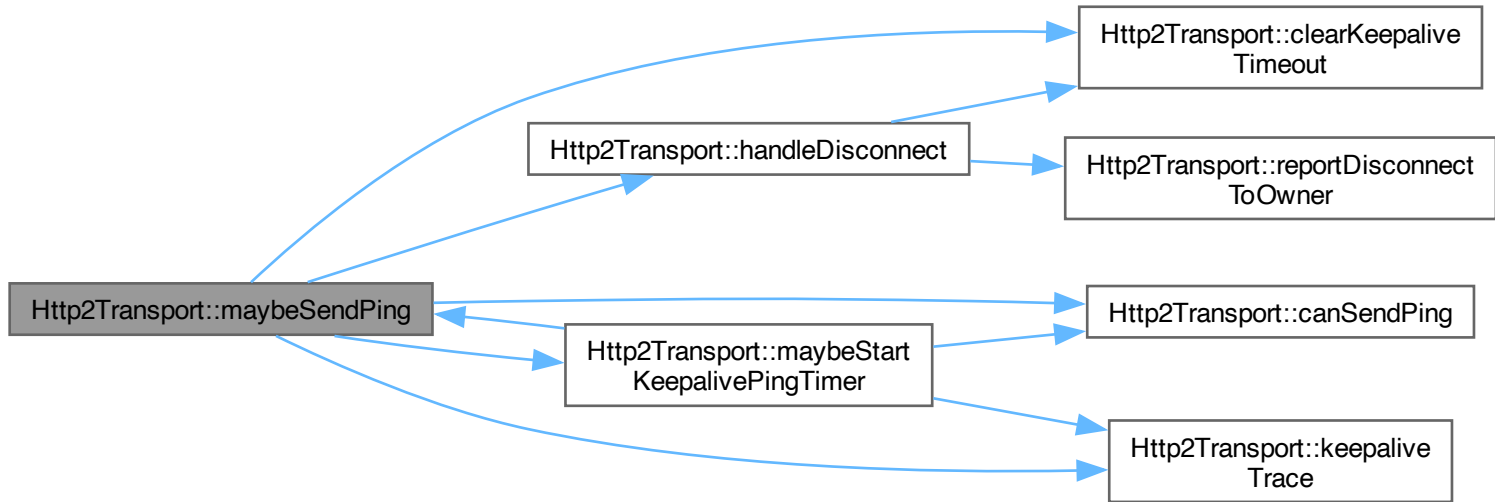 Http2Transport::clearKeepalive
Timeout
Http2Transport::handleDisconnect
Http2Transport::reportDisconnect
ToOwner
Http2Transport::maybeSendPing
Http2Transport::canSendPing
Http2Transport::maybeStart
KeepalivePingTimer
Http2Transport::keepalive
Trace